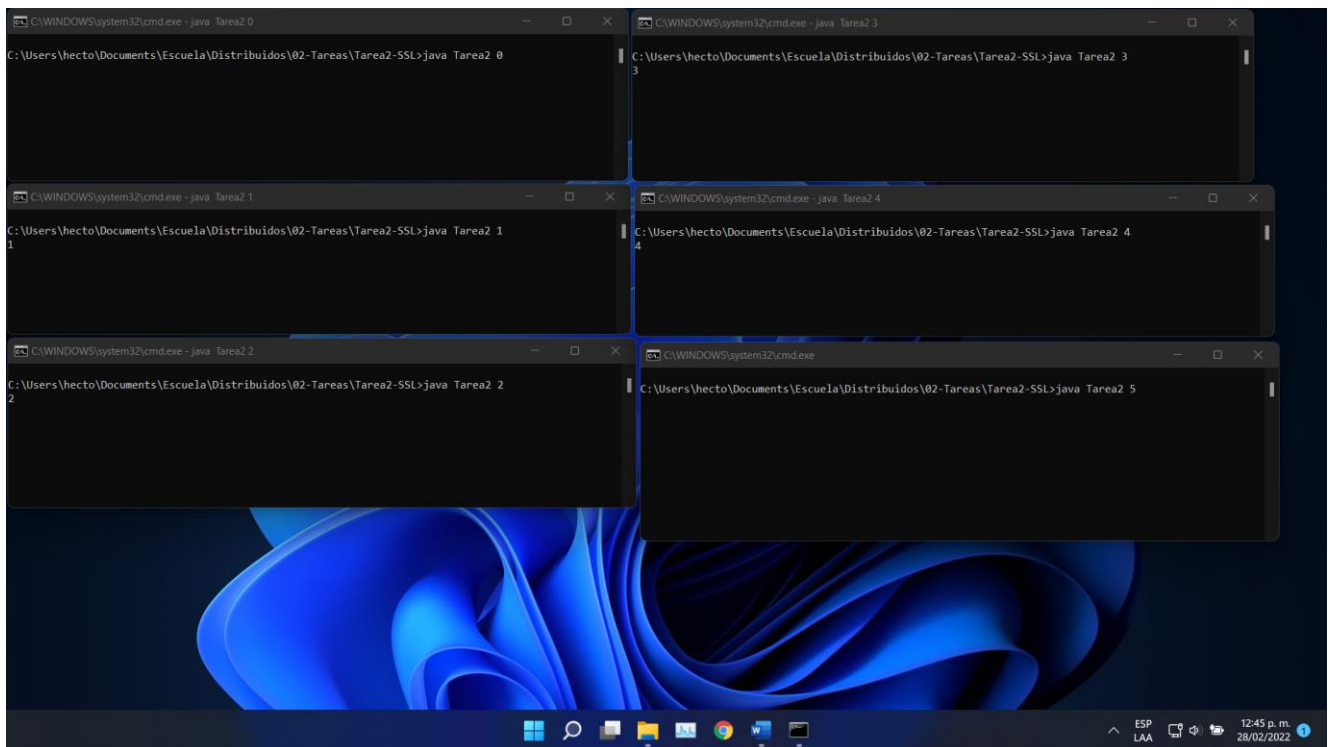 C:\WINDOWS\system32\cmd.exe - java Tarea2 0
C:\Users\hecto\Documents\Escuela\Distribuidos\02-Tareas\Tarea2-SSL>java Tarea2 0
C:\WINDOWS\system32\cmd.exe - java Tarea2 3
C:\Users\hecto\Documents\Escuela\Distribuidos\02-Tareas\Tarea2-SSL>java Tarea2 3
3
C:\WINDOWS\system32\cmd.exe - java Tarea2 1
C:\Users\hecto\Documents\Escuela\Distribuidos\02-Tareas\Tarea2-SSL>java Tarea2 1
1
C:\WINDOWS\system32\cmd.exe - java Tarea2 4
C:\Users\hecto\Documents\Escuela\Distribuidos\02-Tareas\Tarea2-SSL>java Tarea2 4
4
C:\WINDOWS\system32\cmd.exe - java Tarea2 2
C:\Users\hecto\Documents\Escuela\Distribuidos\02-Tareas\Tarea2-SSL>java Tarea2 2
2
C:\WINDOWS\system32\cmd.exe
C:\Users\hecto\Documents\Escuela\Distribuidos\02-Tareas\Tarea2-SSL>java Tarea2 5
ESP
LAA
12:45 p. m.
28/02/2022
1